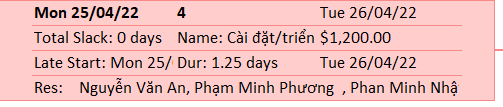 Mon 25/04/22 4 Tue 26/04/22
Total Slack: 0 days Name: Cài đặt/triển $1,200.00
Late Start: Mon 25/ Dur: 1.25 days Tue 26/04/22
Res: Nguyễn Văn An, Phạm Minh Phương , Phan Minh Nhậ